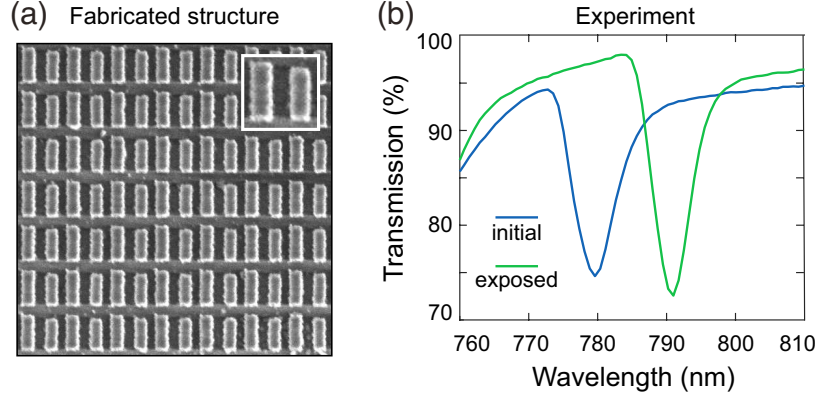 (a) Fabricated structure
(b) Experiment
100
90
80
70
Transmission (%)
initial
exposed
760 770 780 790 800 810
Wavelength (nm)